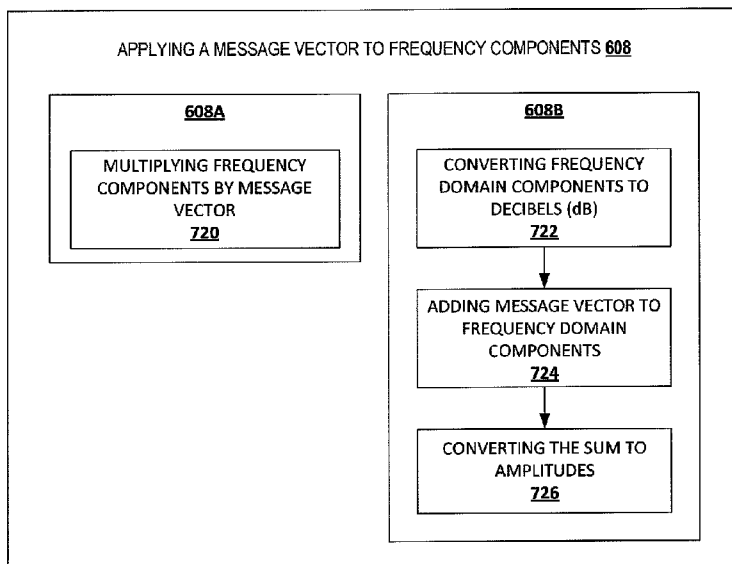 APPLYING A MESSAGE VECTOR TO FREQUENCY COMPONENTS 608
608A
MULTIPLYING FREQUENCY
COMPONENTS BY MESSAGE
VECTOR
720
608B
CONVERTING FREQUENCY
DOMAIN COMPONENTS TO
DECIBELS (dB)
722
ADDING MESSAGE VECTOR TO
FREQUENCY DOMAIN
COMPONENTS
724
CONVERTING THE SUM TO
AMPLITUDES
726